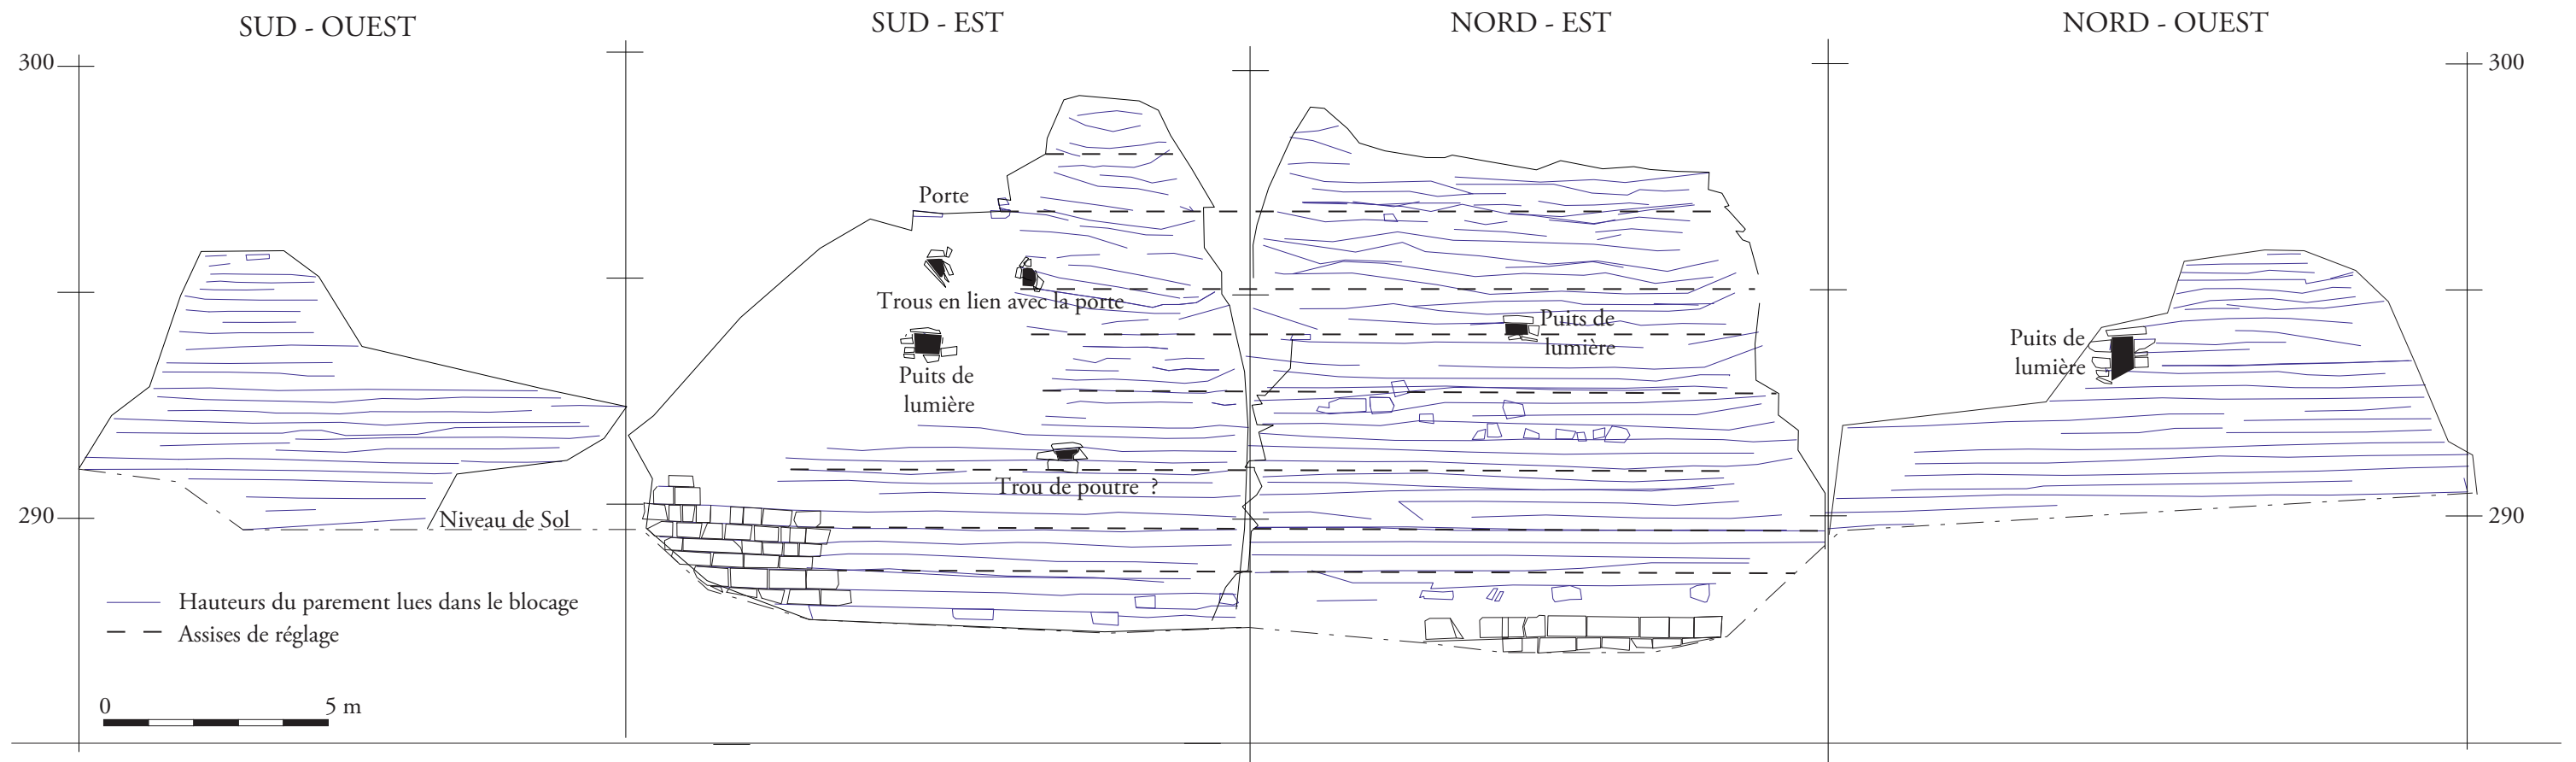 SUD - OUEST
SUD - EST
NORD - EST
NORD - OUEST
300
300
Porte
Trous en lien avec la porte
Puits de
lumière
Puits de
lumière
Puits de
lumière
Trou de poutre ?
290
Niveau de Sol
290
Hauteurs du parement lues dans le blocage
Assises de réglage
0
5 m